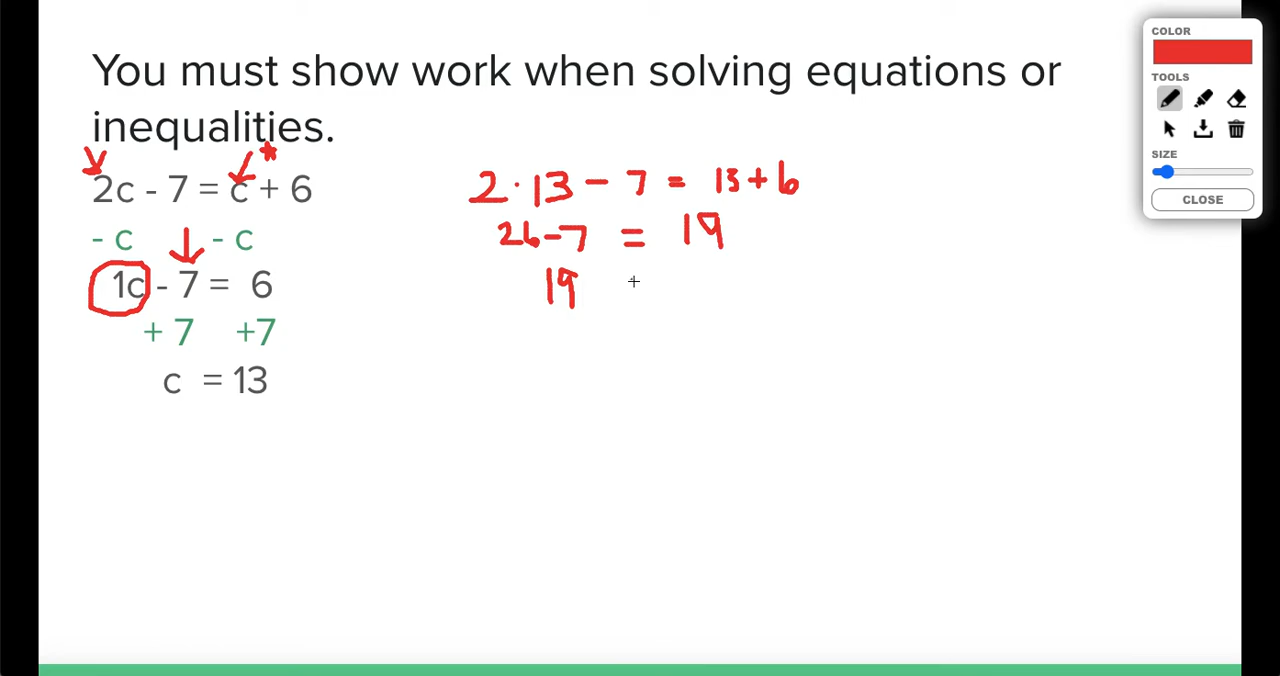 You must show work when solving equations or
inequalities.
2c - 7 = c + 6
- c - c
1c - 7 = 6
+ 7 +7
c = 13
2 · 13 - 7 = 13 + 6
26 - 7 = 19
19
COLOR
TOOLS
SIZE
CLOSE